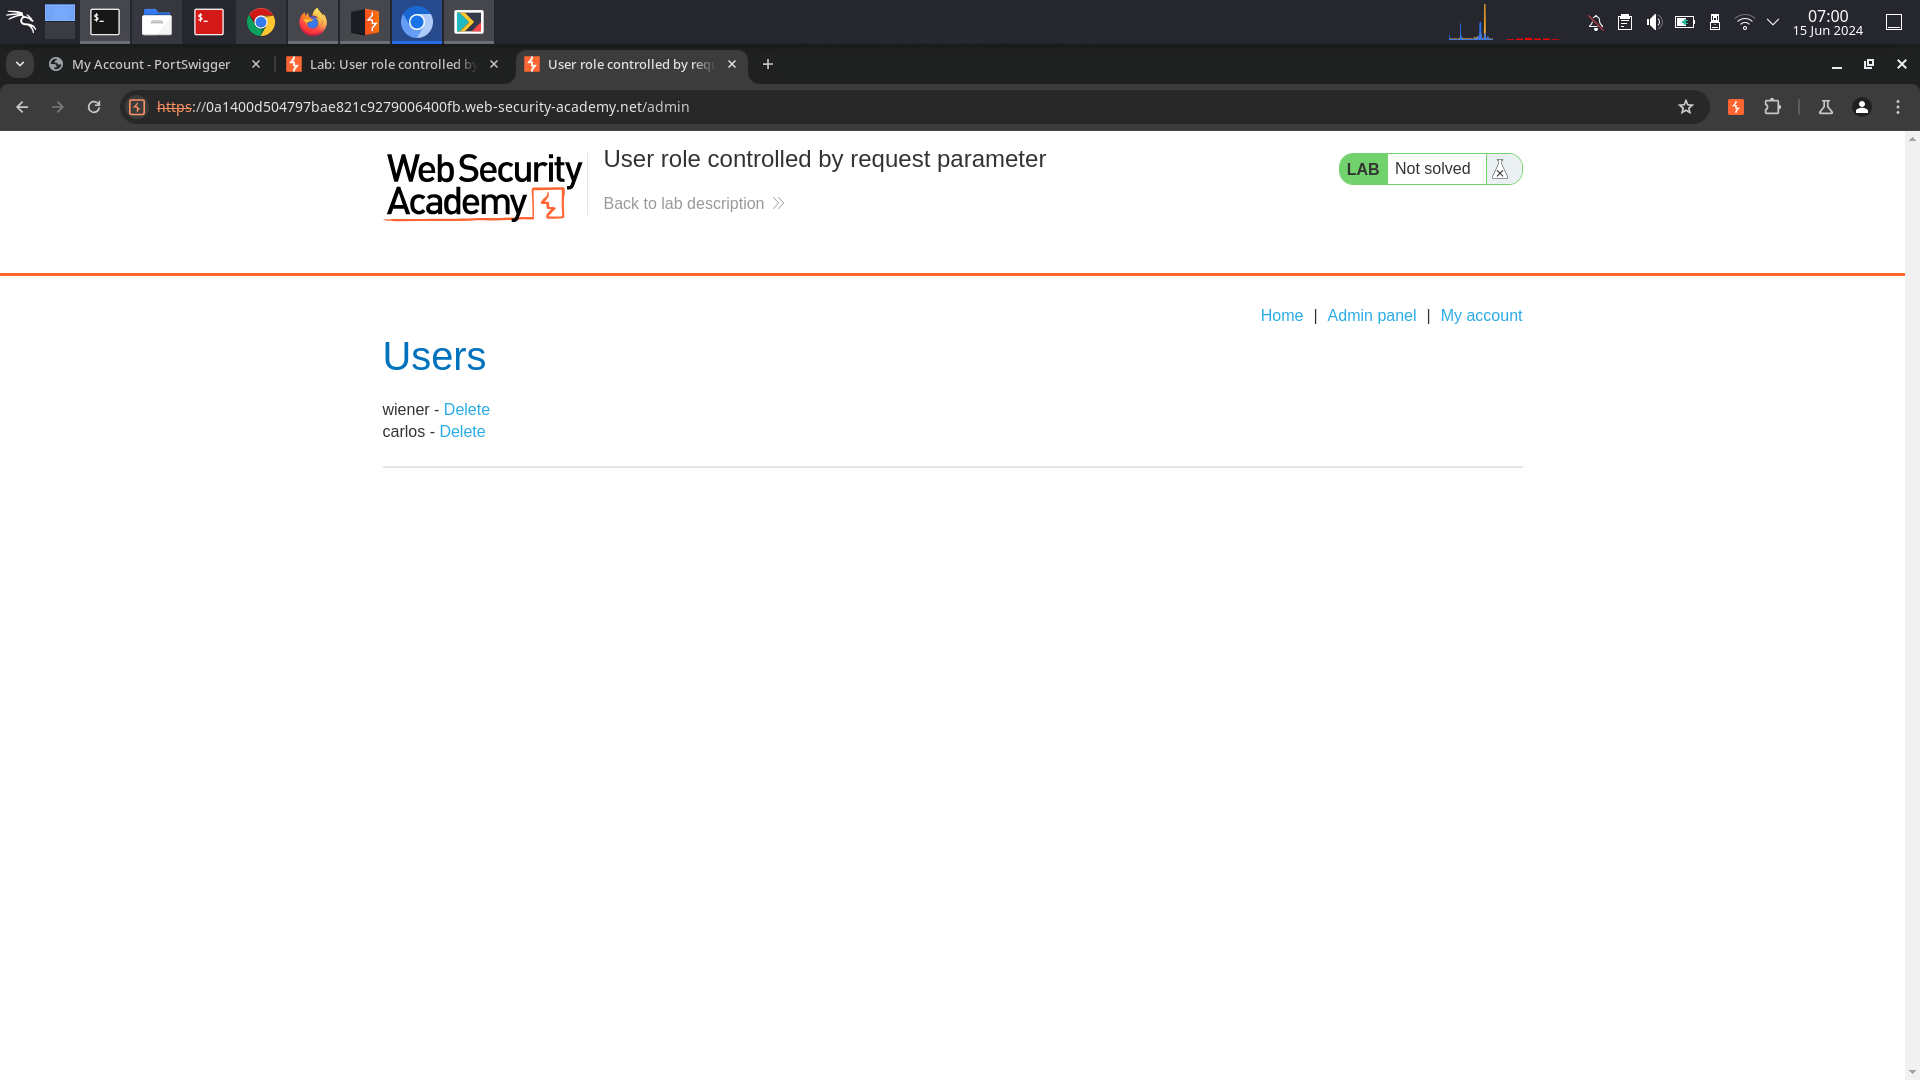 $_
$_
07:00
15 Jun 2024
My Account - PortSwigger
Lab: User role controlled by
User role controlled by req
https://0a1400d504797bae821c9279006400fb.web-security-academy.net/admin
Web Security
Academy
User role controlled by request parameter
Back to lab description
LAB Not solved
Home | Admin panel | My account
Users
wiener - Delete
carlos - Delete